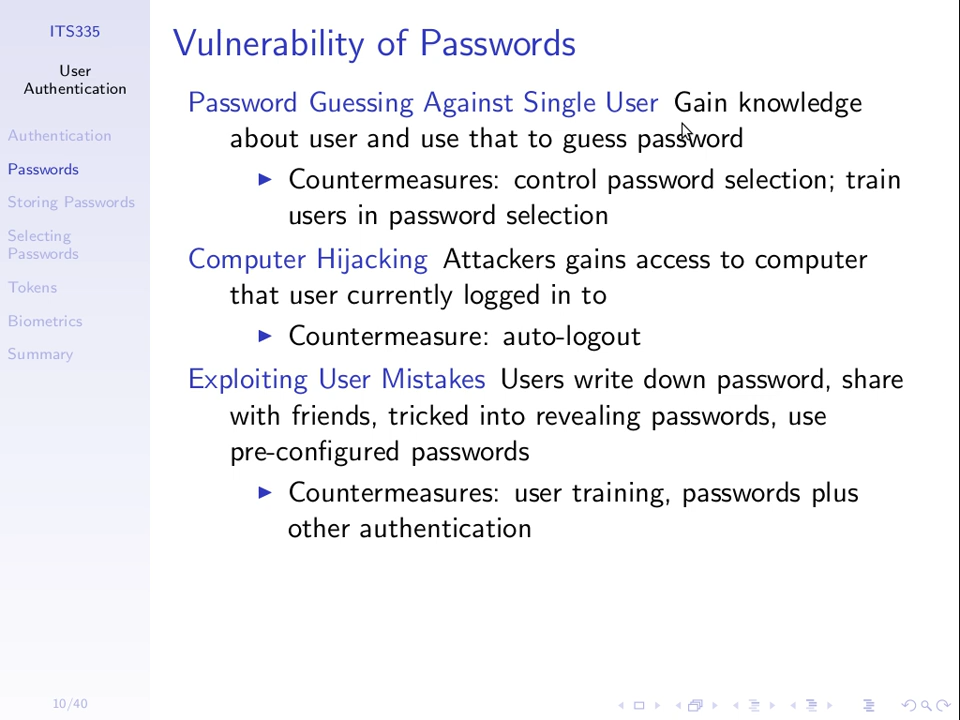 ITS335
User
Authentication
Authentication
Passwords
Storing Passwords
Selecting
Passwords
Tokens
Biometrics
Summary
10/40
Vulnerability of Passwords
Password Guessing Against Single User Gain knowledge
about user and use that to guess password
Countermeasures: control password selection; train
users in password selection
Computer Hijacking Attackers gains access to computer
that user currently logged in to
Countermeasure: auto-logout
Exploiting User Mistakes Users write down password, share
with friends, tricked into revealing passwords, use
pre-configured passwords
Countermeasures: user training, passwords plus
other authentication